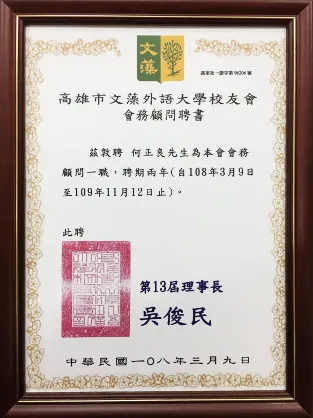 文藻
高雄市文藻外語大學校友會
會務顧問聘書
茲敦聘 何正良先生為本會會務
顧問一職,聘期兩年(自108年3月9日
至109年11月12日止)。
此聘
第13屆理事長
吳俊民
中華民國一○八年三月九日